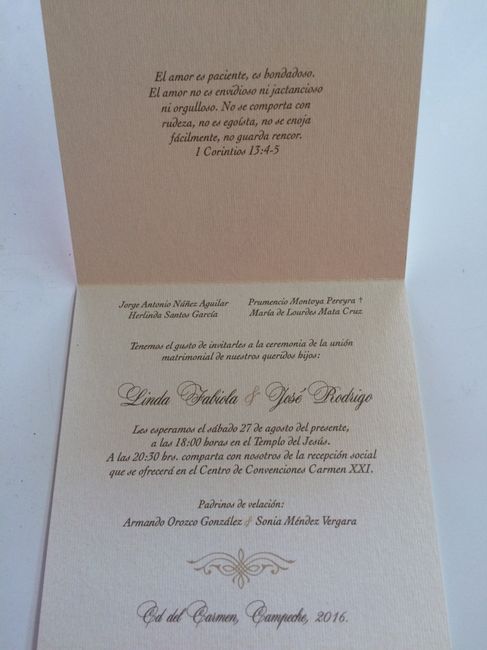 El amor es paciente, es bondadoso.
El amor no es envidioso ni jactancioso
ni orgulloso. No se comporta con
rudeza, no es egoísta, no se enoja
fácilmente, no guarda rencor.
1 Corintios 13:4-5
Jorge Antonio Núñez Aguilar
Herlinda Santos García
Prumencio Montoya Pereyra †
María de Lourdes Mata Cruz
Tenemos el gusto de invitarles a la ceremonia de la unión
matrimonial de nuestros queridos hijos:
Linda Fabiola & José Rodrigo
Les esperamos el sábado 27 de agosto del presente,
a las 18:00 horas en el Templo del Jesús.
A las 20:30 hrs. comparta con nosotros de la recepción social
que se ofrecerá en el Centro de Convenciones Carmen XXI.
Padrinos de velación:
Armando Orozco González & Sonia Méndez Vergara
Cd del Carmen, Campeche, 2016.